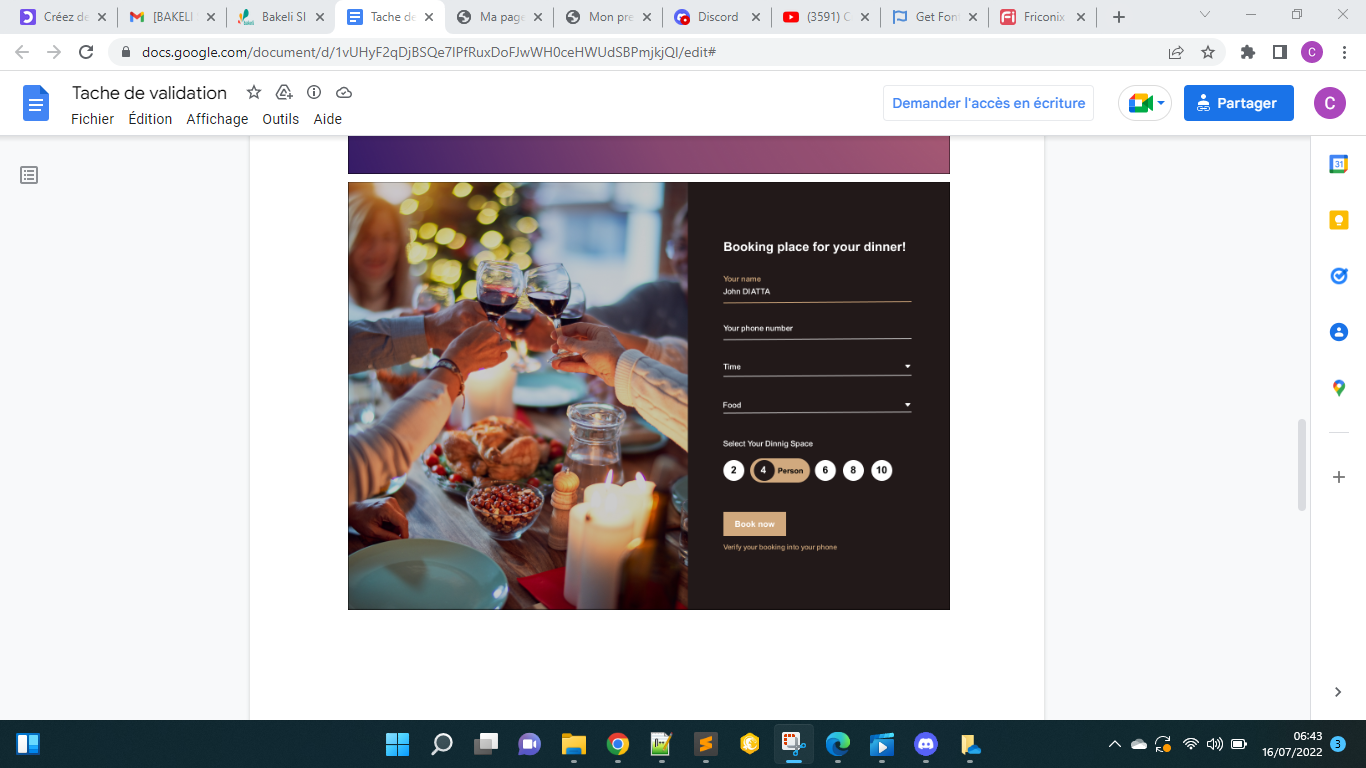 Créez de
[BAKELI
Bakeli SI
Tache de
Ma page
Mon pre
Discord
(3591) C
Get Font
Friconix
docs.google.com/document/d/1vUHyF2qDjBSQe7IPfRuxDoFJwWH0ceHWUdSBPmjkjQI/edit#
C
Tache de validation
Fichier Édition Affichage Outils Aide
Demander l'accès en écriture
Partager
C
31
Booking place for your dinner!
Your name
John DIATTA
Your phone number
Time
Food
Select Your Dinnig Space
2 4 Person 6 8 10
Book now
Verify your booking into your phone
06:43
16/07/2022
3